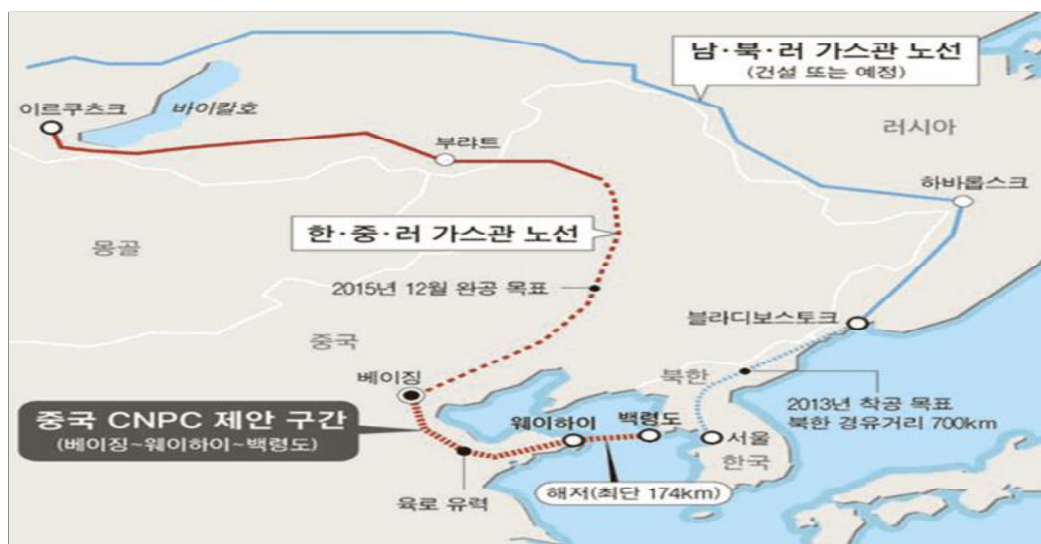 남·북·러 가스관 노선
(건설 또는 예정)
이르쿠츠크
바이칼호
러시아
부랴트
하바롭스크
한·중·러 가스관 노선
몽골
2015년 12월 완공 목표
블라디보스토크
중국
베이징
북한
중국 CNPC 제안 구간
(베이징~웨이하이~백령도)
웨이하이
백령도
2013년 착공 목표
북한 경유거리 700km
서울
한국
해저(최단 174km)
육로 유력